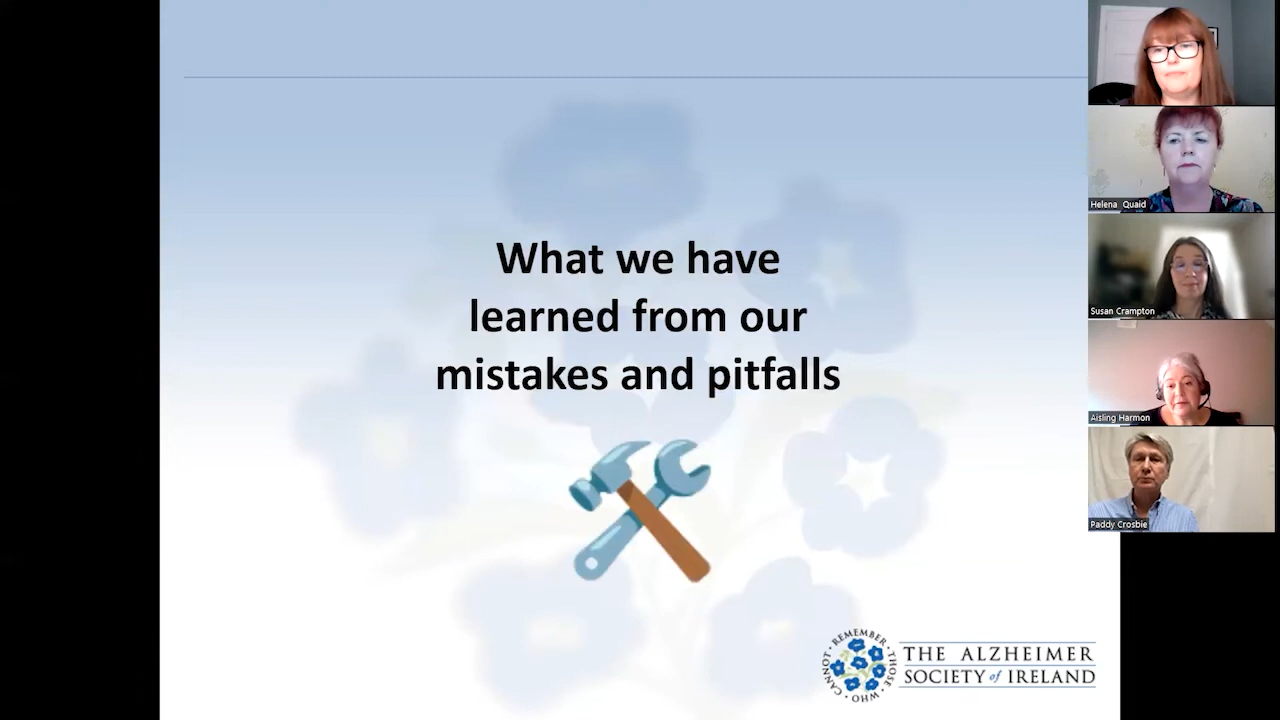 What we have
learned from our
mistakes and pitfalls
Helena Quaid
Susan Crampton
Aisling Harmon
Paddy Crosbie
REMEMBER · THOSE · WHO · CANNOT ·
THE ALZHEIMER
SOCIETY of IRELAND